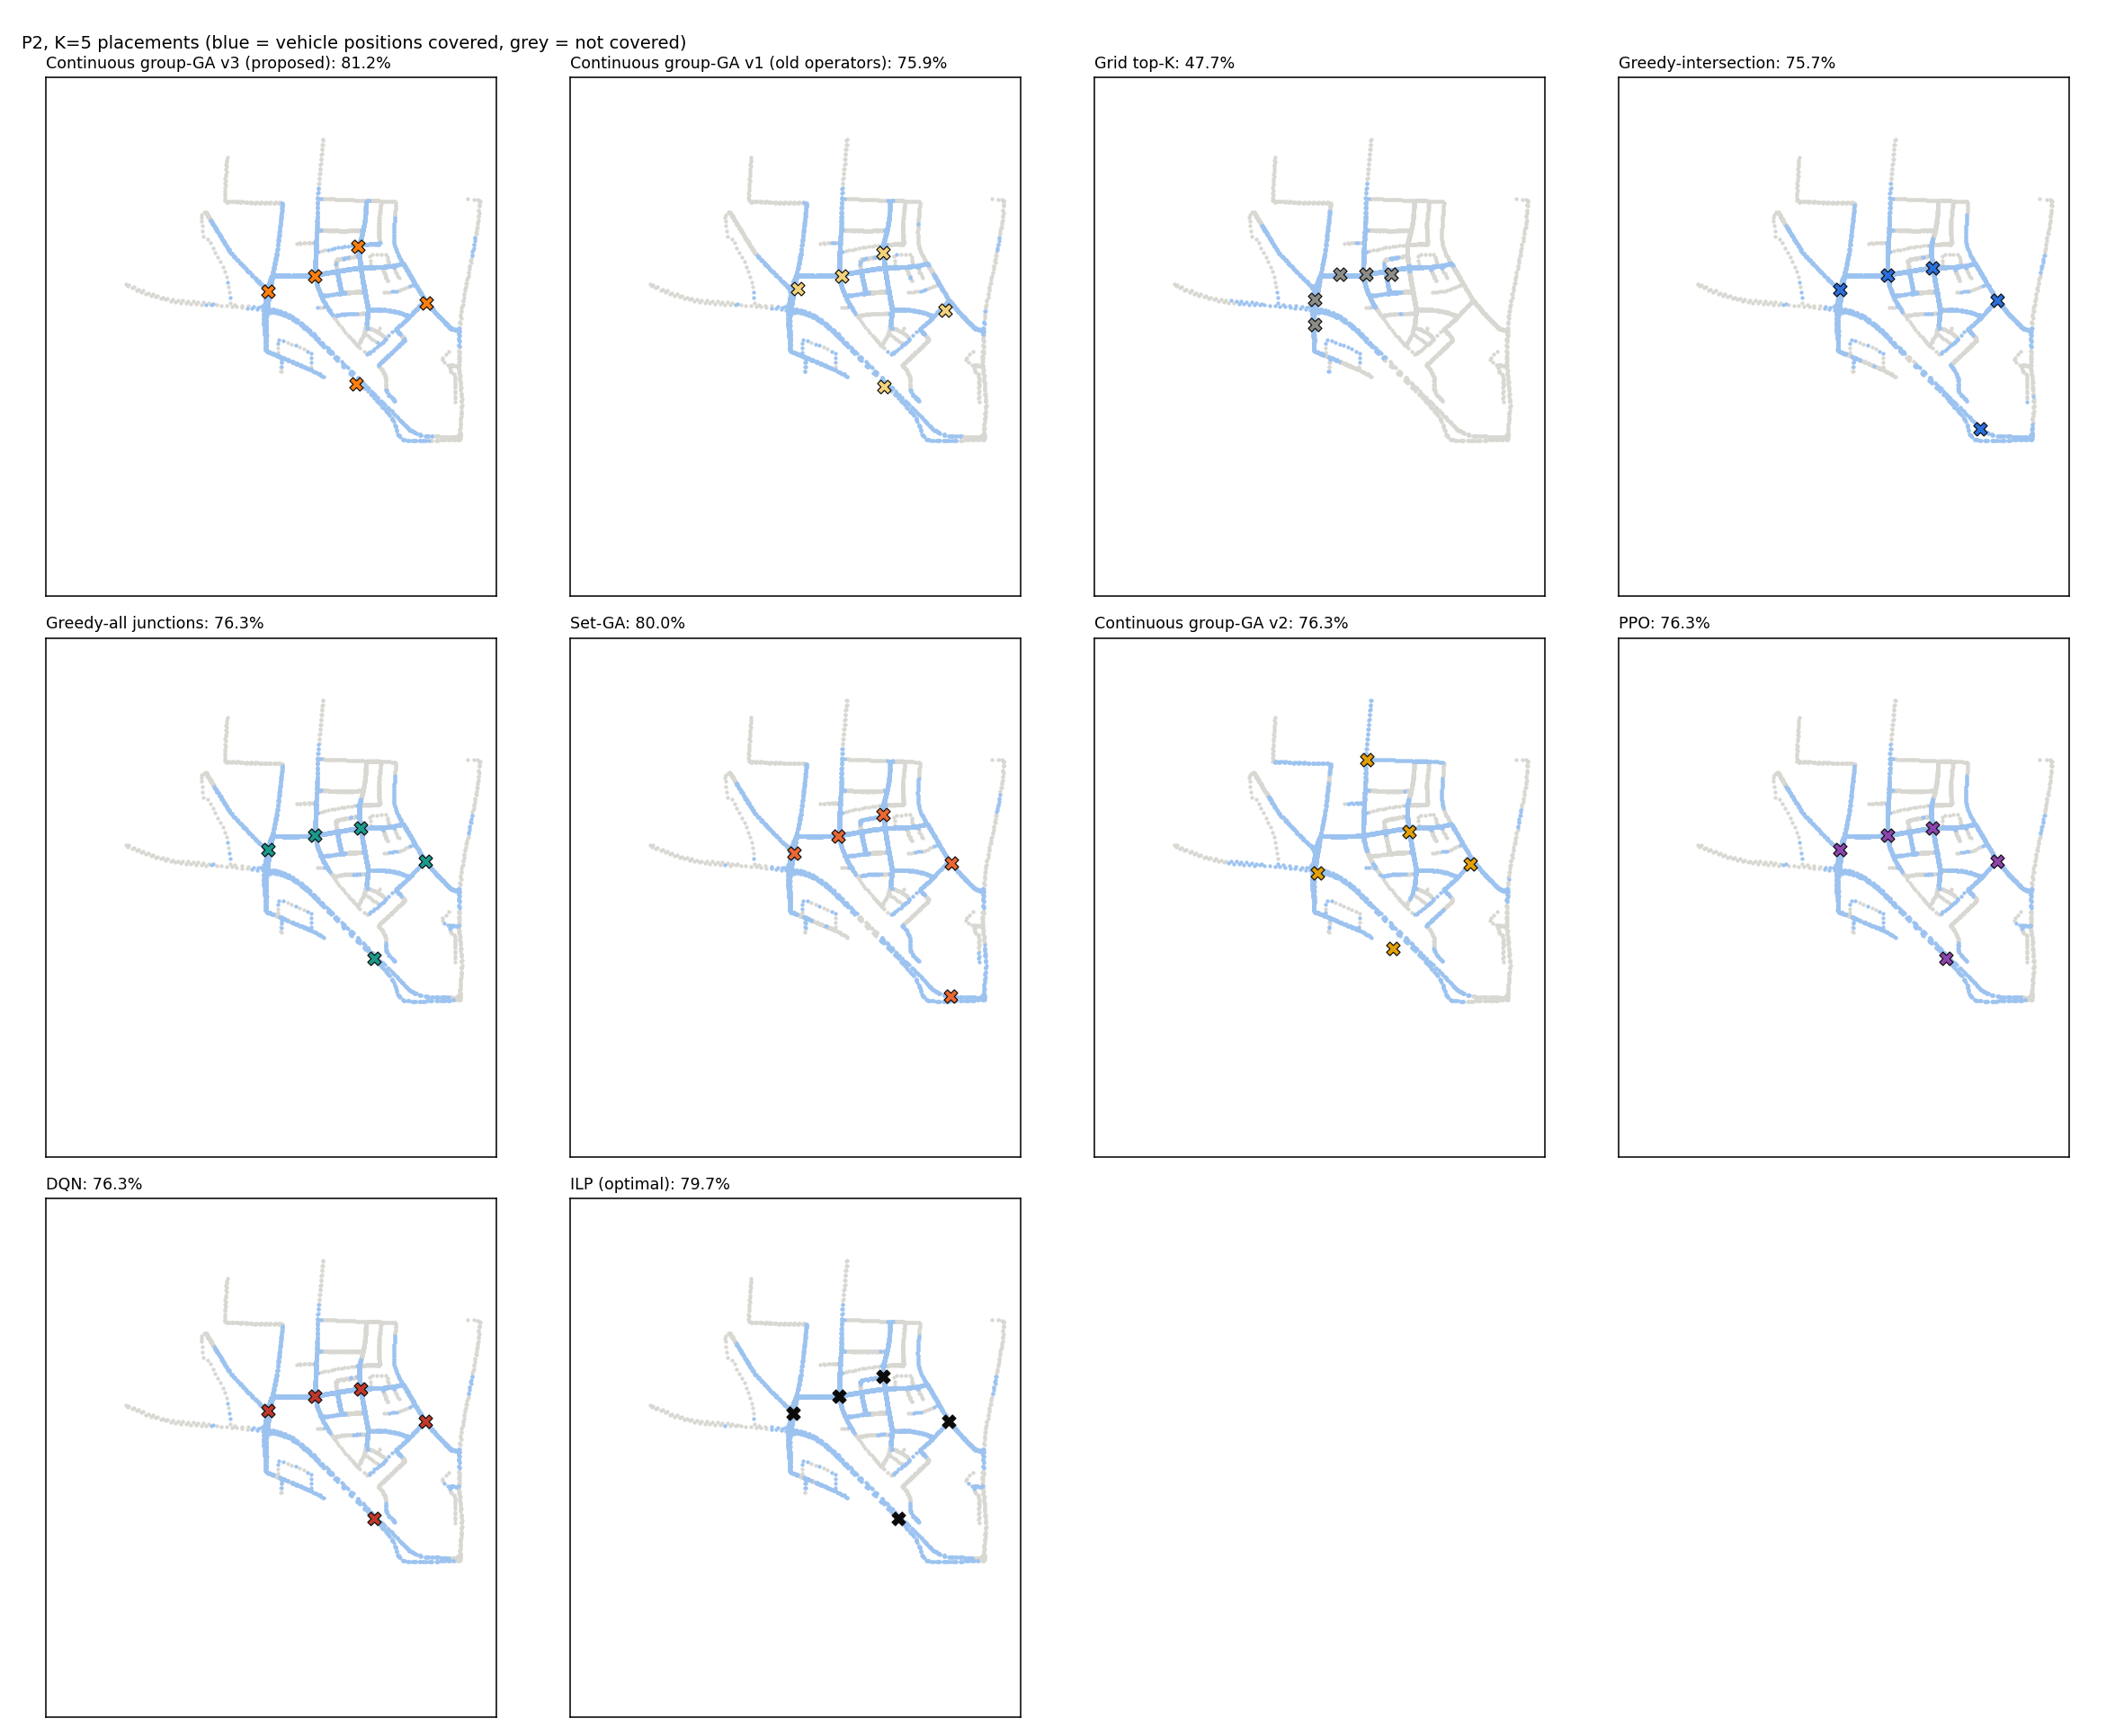 P2, K=5 placements (blue = vehicle positions covered, grey = not covered)
Continuous group-GA v3 (proposed): 81.2%
Continuous group-GA v1 (old operators): 75.9%
Grid top-K: 47.7%
Greedy-intersection: 75.7%
Greedy-all junctions: 76.3%
Set-GA: 80.0%
Continuous group-GA v2: 76.3%
PPO: 76.3%
DQN: 76.3%
ILP (optimal): 79.7%